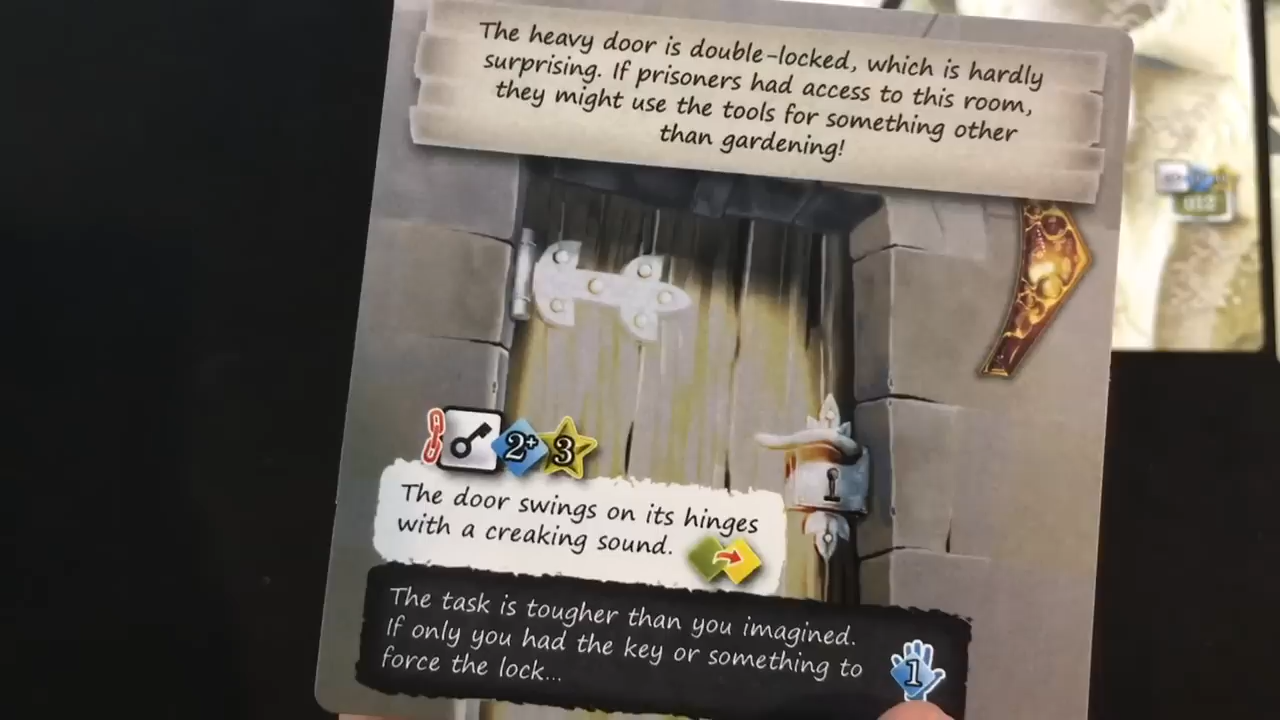 The heavy door is double-locked, which is hardly
surprising. If prisoners had access to this room,
they might use the tools for something other
than gardening!
012
2+ 3
The door swings on its hinges
with a creaking sound.
The task is tougher than you imagined.
If only you had the key or something to
force the lock...
1